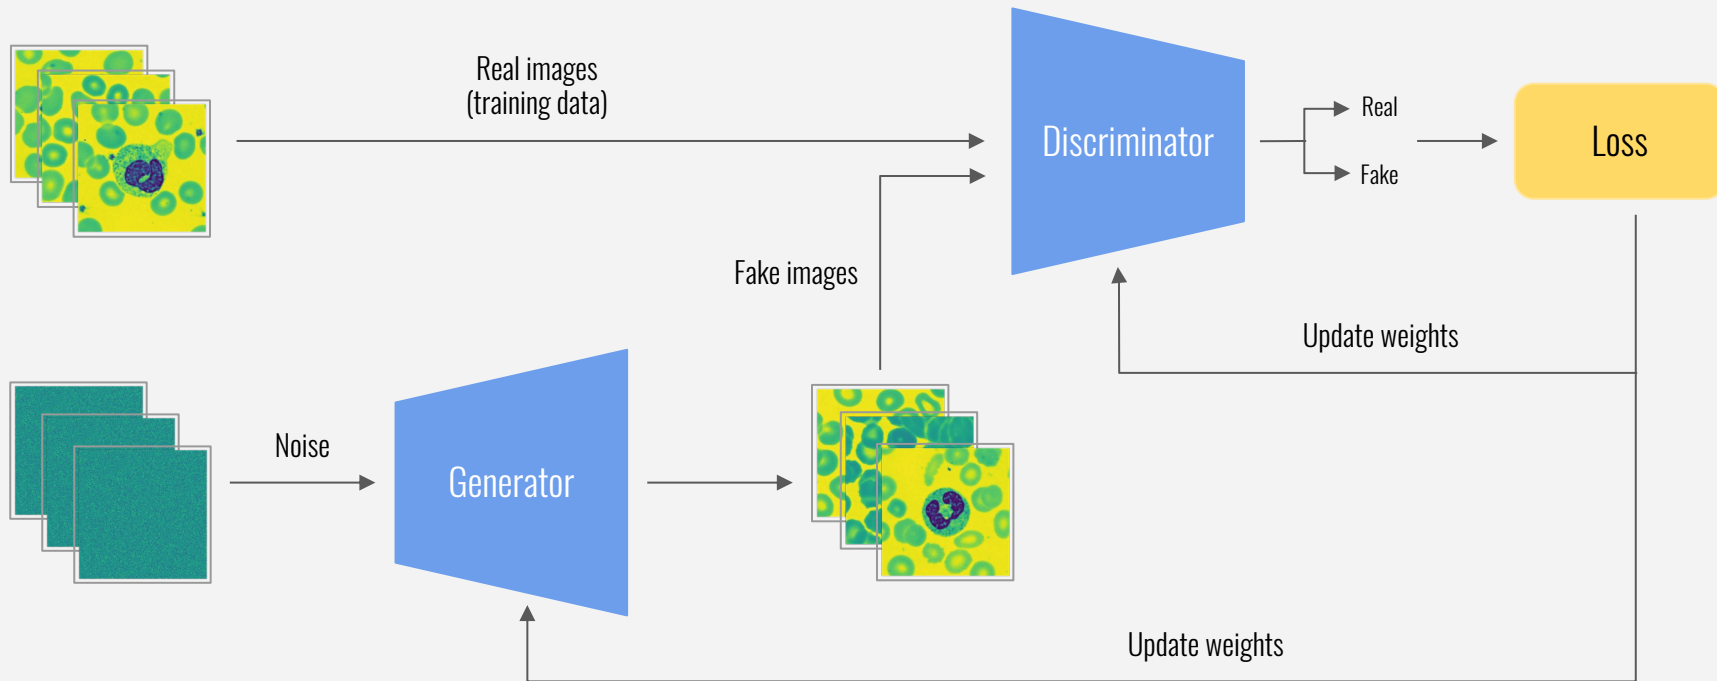 Real images
(training data)
Discriminator
Real
Fake
Loss
Fake images
Update weights
Noise
Generator
Update weights